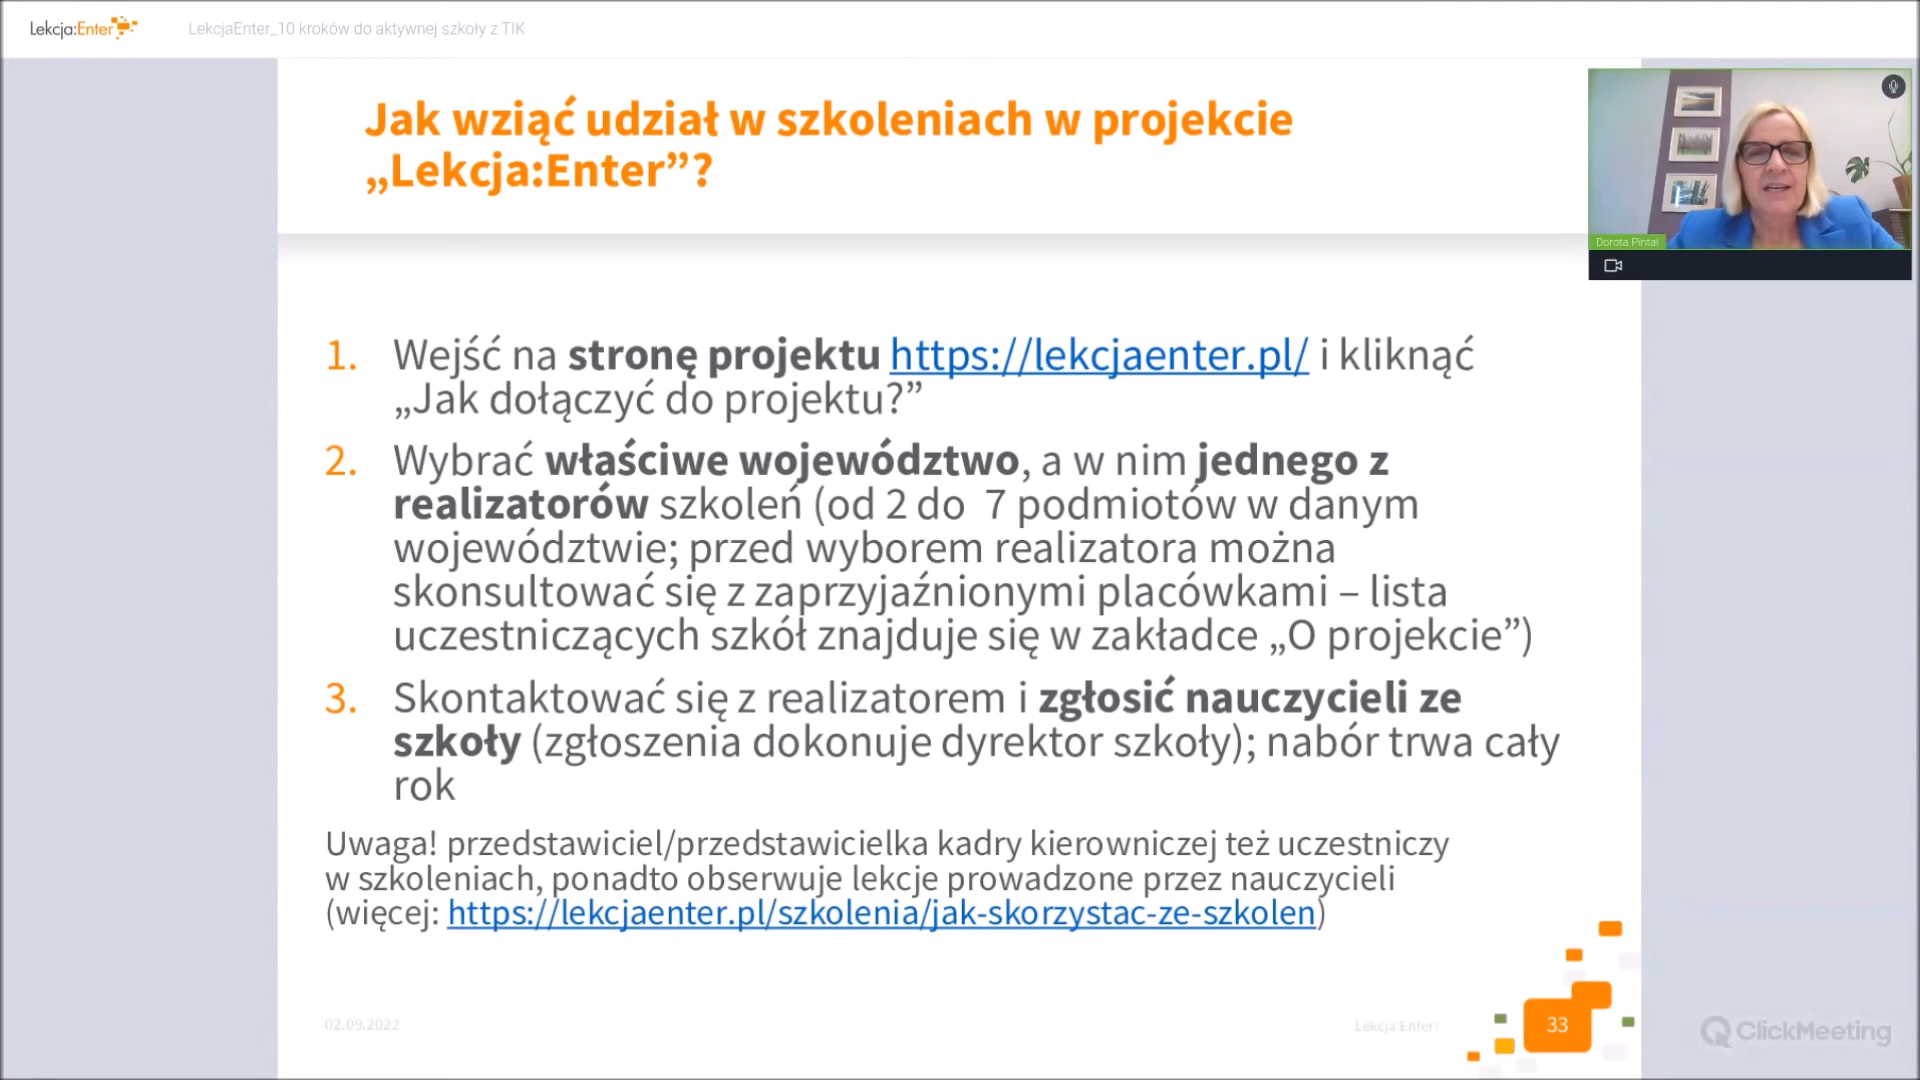 Lekcja:Enter
LekcjaEnter_10 kroków do aktywnej szkoły z TIK
Jak wziąć udział w szkoleniach w projekcie
„Lekcja:Enter”?
Dorota Pintal
1. Wejść na stronę projektu https://lekcjaenter.pl/ i kliknąć
„Jak dołączyć do projektu?”
2. Wybrać właściwe województwo, a w nim jednego z
realizatorów szkoleń (od 2 do 7 podmiotów w danym
województwie; przed wyborem realizatora można
skonsultować się z zaprzyjaźnionymi placówkami – lista
uczestniczących szkół znajduje się w zakładce „O projekcie”)
3. Skontaktować się z realizatorem i zgłosić nauczycieli ze
szkoły (zgłoszenia dokonuje dyrektor szkoły); nabór trwa cały
rok
Uwaga! przedstawiciel/przedstawicielka kadry kierowniczej też uczestniczy
w szkoleniach, ponadto obserwuje lekcje prowadzone przez nauczycieli
(więcej: https://lekcjaenter.pl/szkolenia/jak-skorzystac-ze-szkolen)
02.09.2022
Lekcja Enter!
33
ClickMeeting